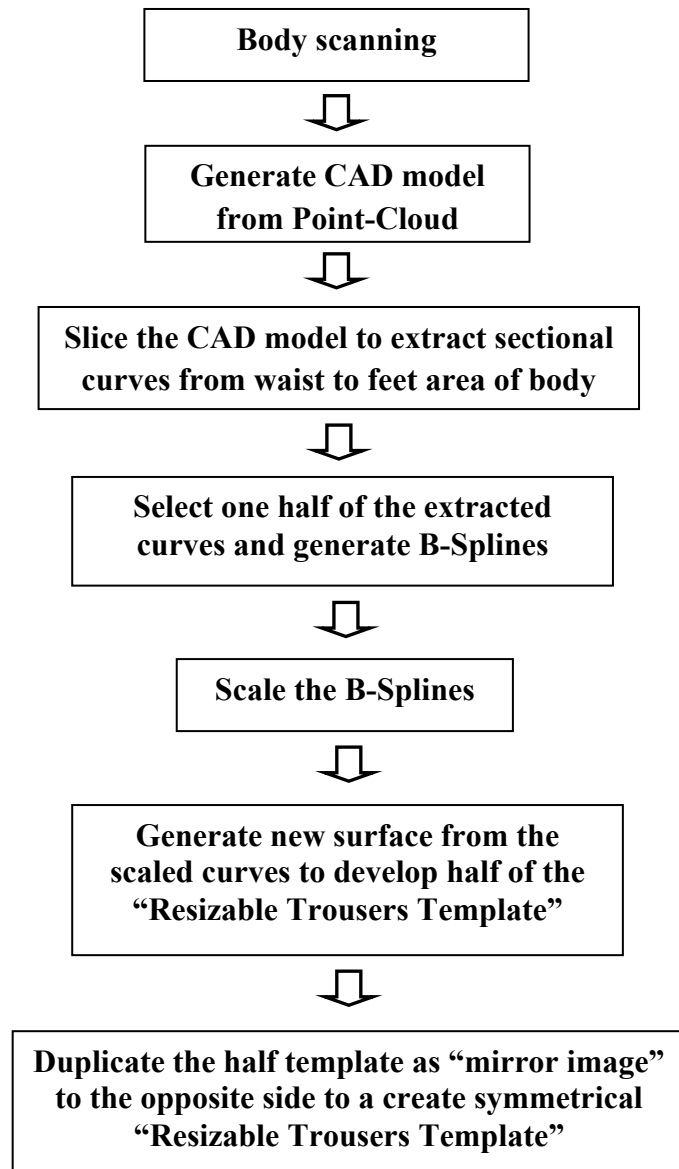 Body scanning
Generate CAD model
from Point-Cloud
Slice the CAD model to extract sectional
curves from waist to feet area of body
Select one half of the extracted
curves and generate B-Splines
Scale the B-Splines
Generate new surface from the
scaled curves to develop half of the
“Resizable Trousers Template”
Duplicate the half template as “mirror image”
to the opposite side to a create symmetrical
“Resizable Trousers Template”